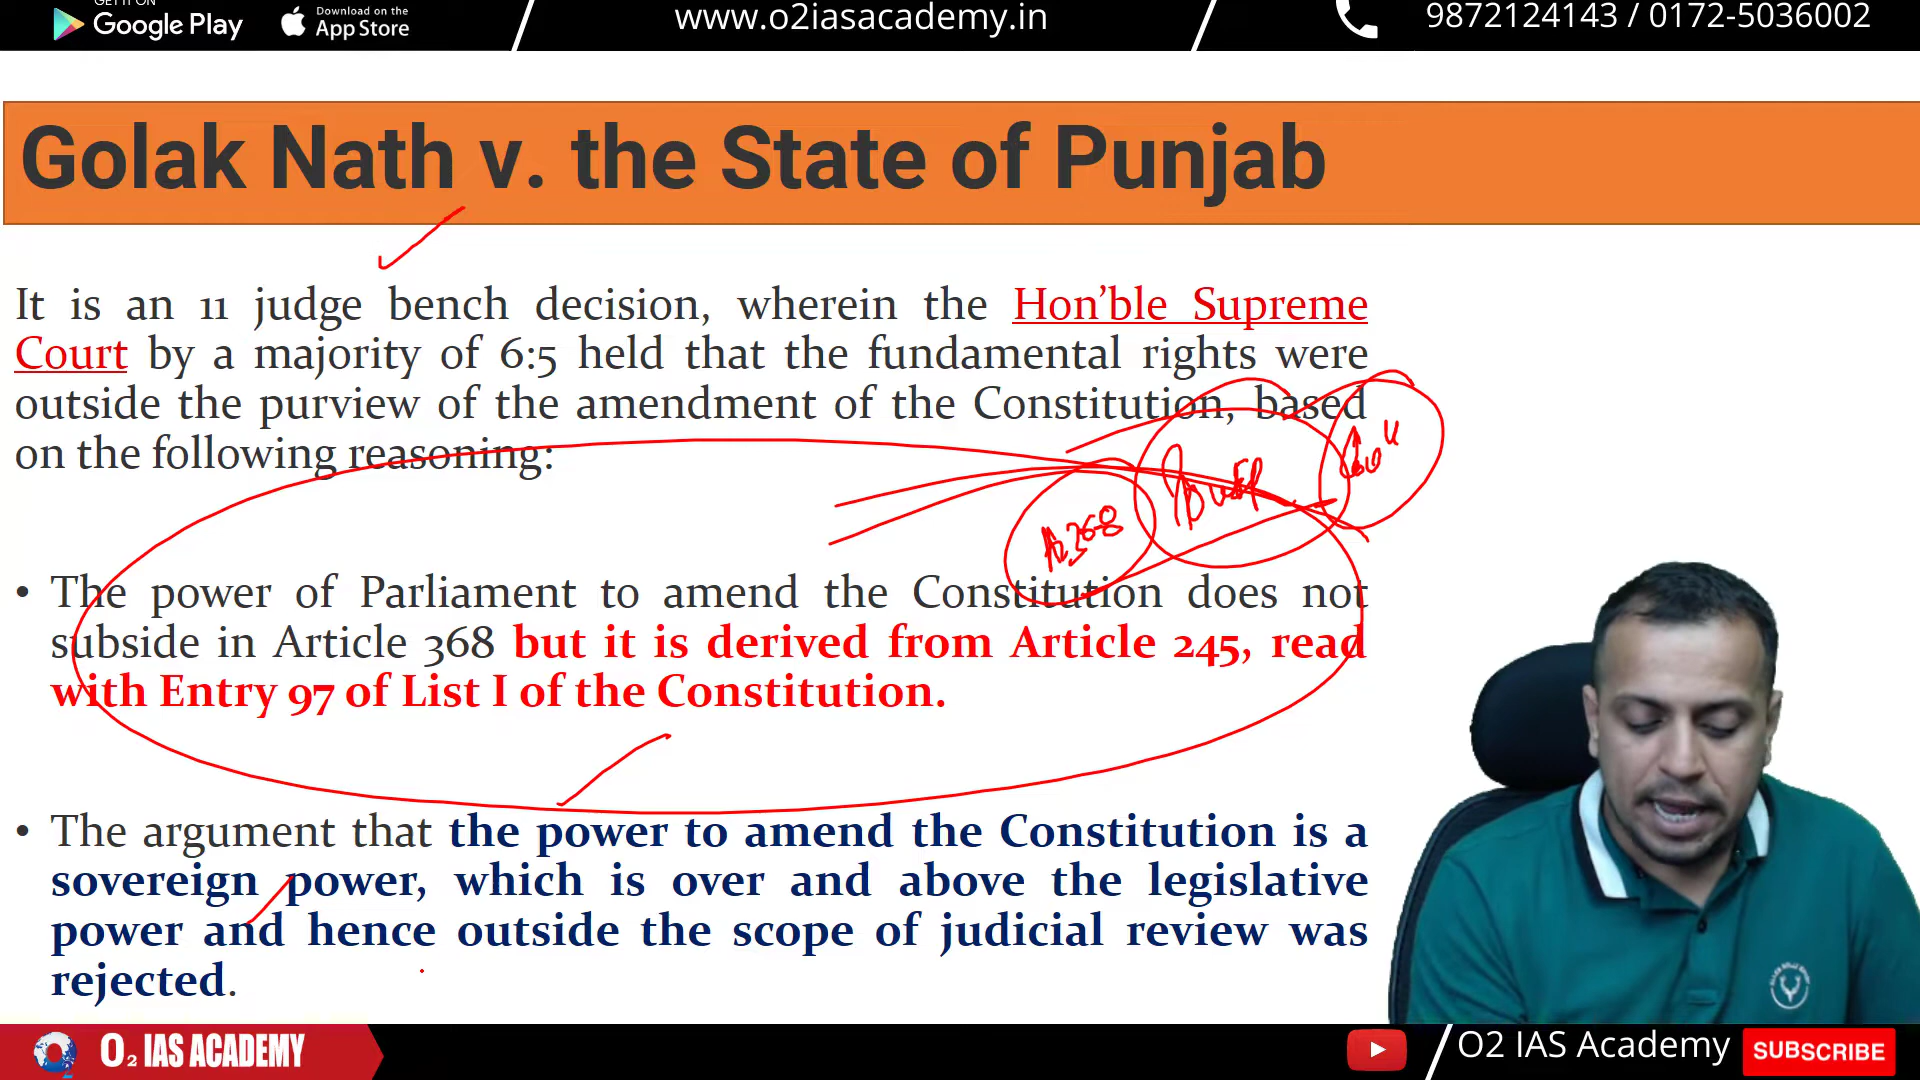 GET IT ON
Google Play
Download on the
App Store
www.o2iasacademy.in
9872124143 / 0172-5036002
Golak Nath v. the State of Punjab
It is an 11 judge bench decision, wherein the Hon'ble Supreme
Court by a majority of 6:5 held that the fundamental rights were
outside the purview of the amendment of the Constitution, based
on the following reasoning:
Power
A 368
• The power of Parliament to amend the Constitution does not
subside in Article 368 but it is derived from Article 245, read
with Entry 97 of List I of the Constitution.
• The argument that the power to amend the Constitution is a
sovereign power, which is over and above the legislative
power and hence outside the scope of judicial review was
rejected.
O2 IAS ACADEMY
O2 IAS Academy
SUBSCRIBE